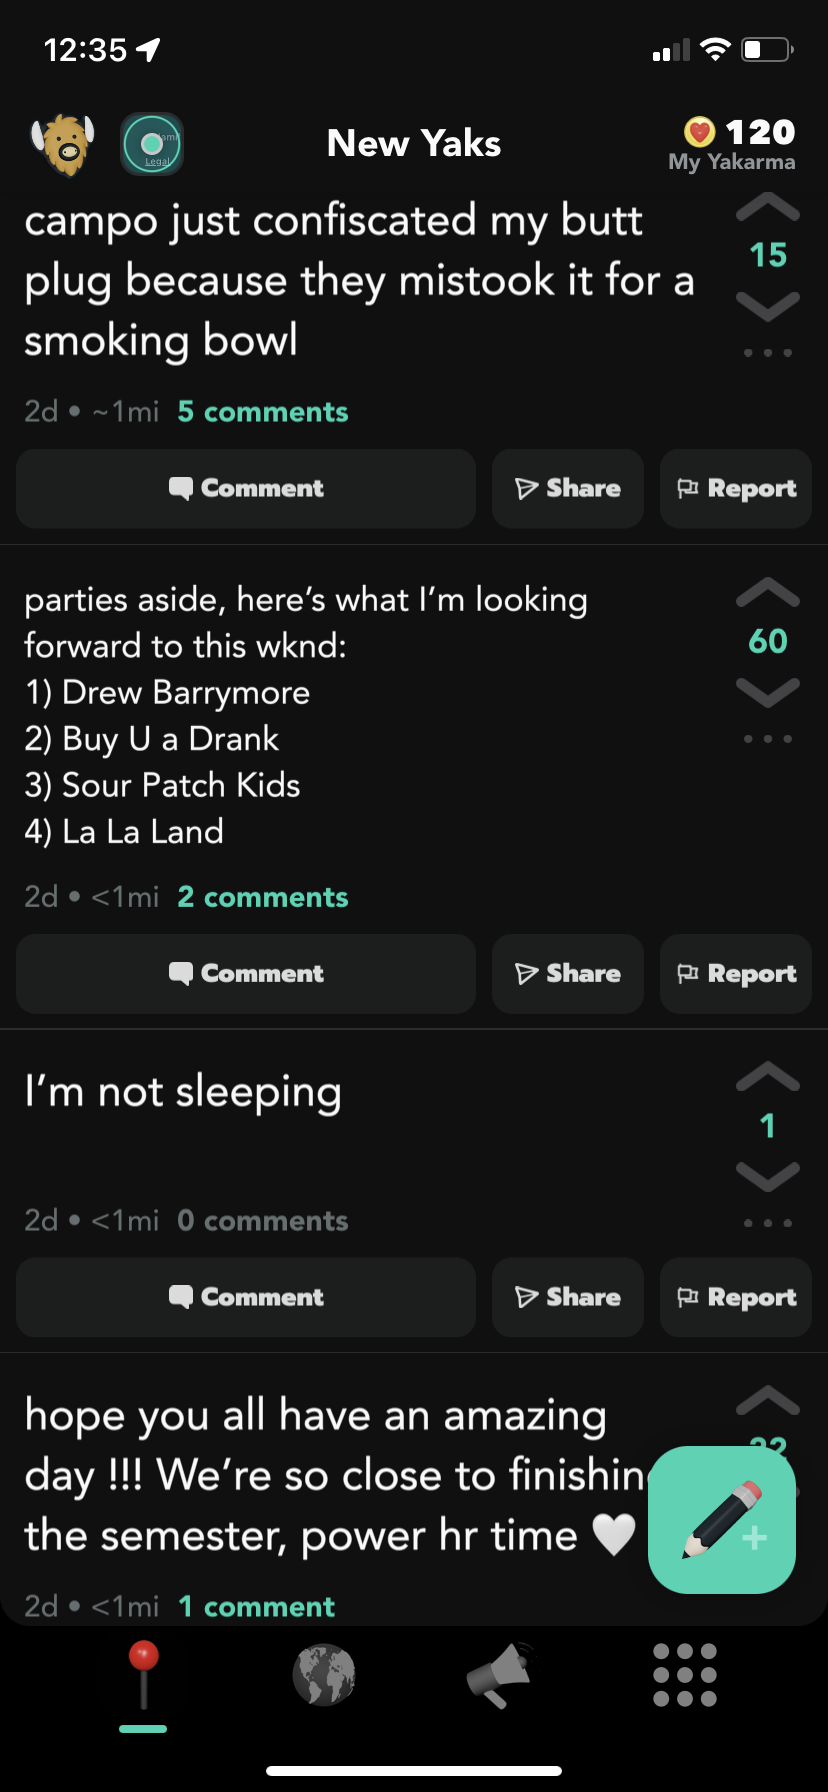 12:35
New Yaks
120
My Yakarma
Legal
campo just confiscated my butt
plug because they mistook it for a
smoking bowl
15
2d • ~1mi 5 comments
Comment Share Report
parties aside, here’s what I’m looking
forward to this wknd:
1) Drew Barrymore
2) Buy U a Drank
3) Sour Patch Kids
4) La La Land
60
2d • <1mi 2 comments
Comment Share Report
I’m not sleeping
1
2d • <1mi 0 comments
Comment Share Report
hope you all have an amazing
day !!! We’re so close to finishing
the semester, power hr time 🤍
2d • <1mi 1 comment